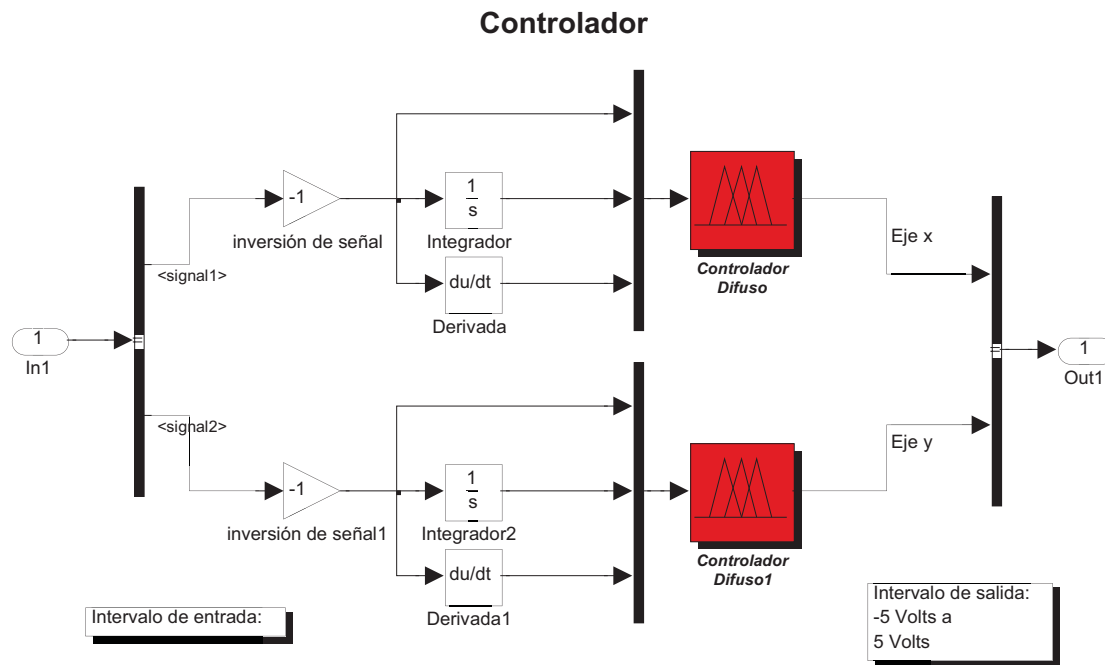 Controlador
-1
inversión de señal
1
s
Integrador
du/dt
Derivada
Controlador
Difuso
Eje x
<signal1>
1
In1
1
Out1
<signal2>
-1
inversión de señal1
1
s
Integrador2
du/dt
Derivada1
Controlador
Difuso1
Eje y
Intervalo de entrada:
Intervalo de salida:
-5 Volts a
5 Volts